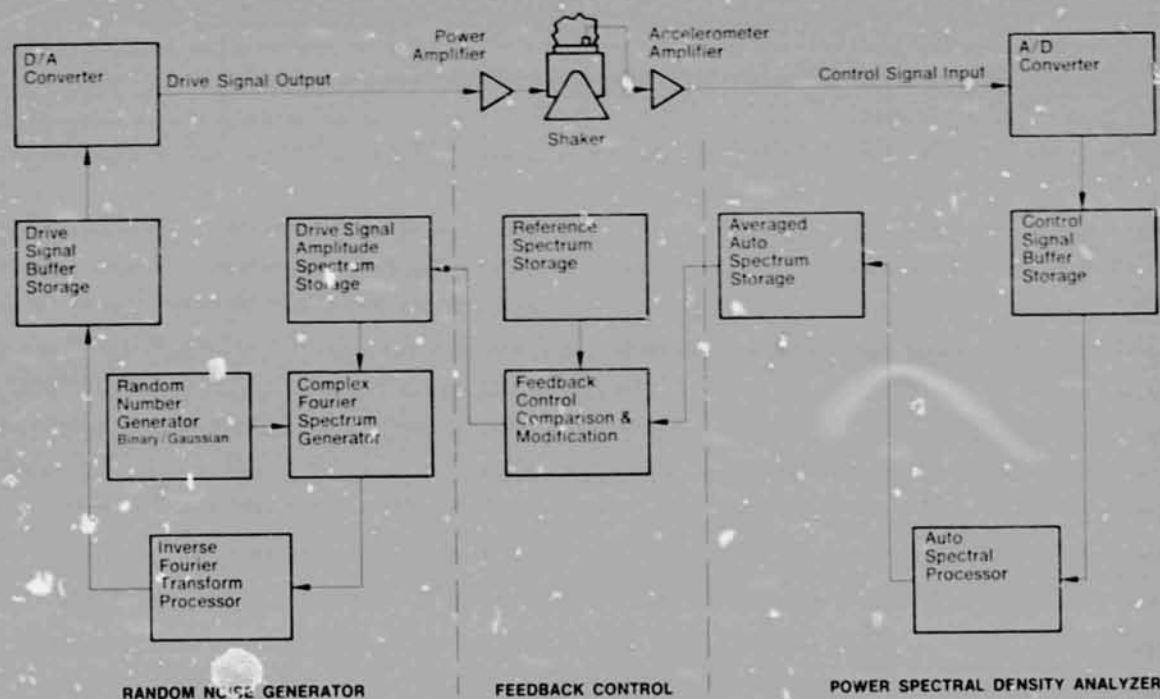 D/A
Converter
Drive Signal Output
Power
Amplifier
Shaker
Accelerometer
Amplifier
Control Signal Input
A/D
Converter
Drive
Signal
Buffer
Storage
Drive Signal
Amplitude
Spectrum
Storage
Reference
Spectrum
Storage
Averaged
Auto
Spectrum
Storage
Control
Signal
Buffer
Storage
Random
Number
Generator
Binary/Gaussian
Complex
Fourier
Spectrum
Generator
Feedback
Control
Comparison &
Modification
Inverse
Fourier
Transform
Processor
Auto
Spectral
Processor
RANDOM NOISE GENERATOR
FEEDBACK CONTROL
POWER SPECTRAL DENSITY ANALYZER